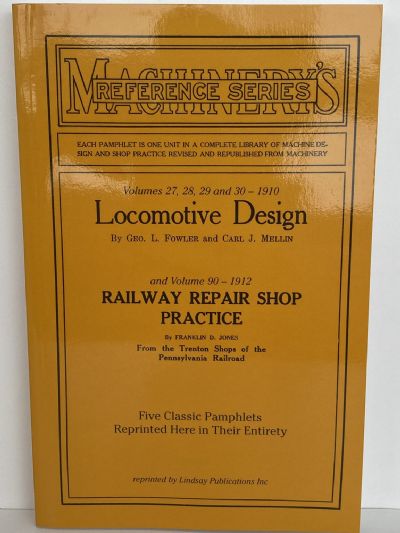 MACHINERY'S
REFERENCE SERIES
EACH PAMPHLET IS ONE UNIT IN A COMPLETE LIBRARY OF MACHINE DE-
SIGN AND SHOP PRACTICE REVISED AND REPUBLISHED FROM MACHINERY
Volumes 27, 28, 29 and 30 – 1910
Locomotive Design
By Geo. L. Fowler and Carl J. Mellin
and Volume 90 – 1912
RAILWAY REPAIR SHOP
PRACTICE
By FRANKLIN D. JONES
From the Trenton Shops of the
Pennsylvania Railroad
Five Classic Pamphlets
Reprinted Here in Their Entirety
reprinted by Lindsay Publications Inc